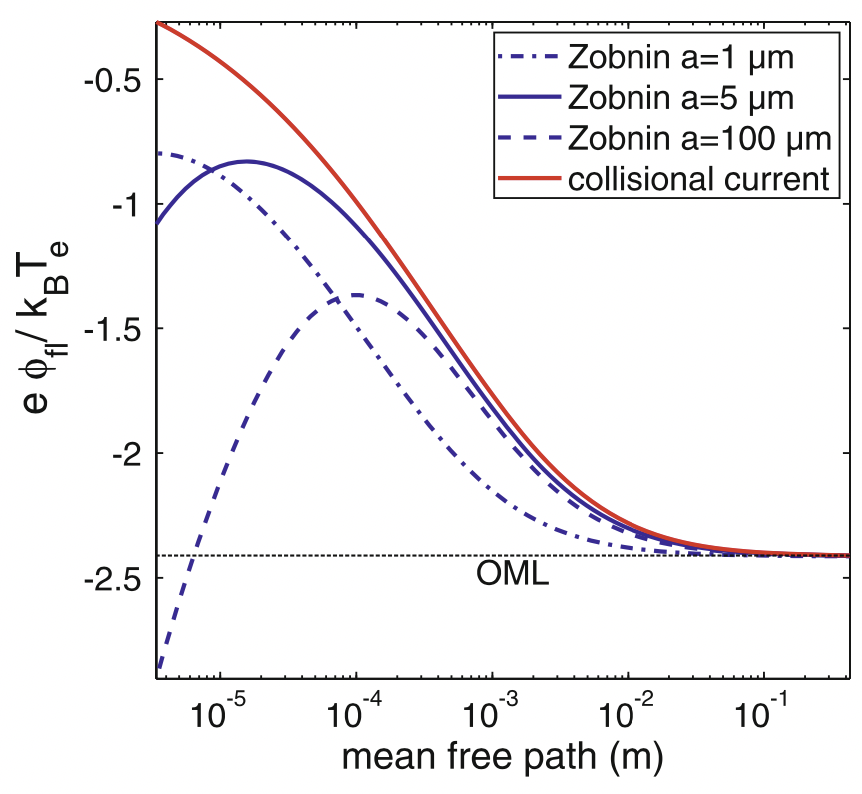 Zobnin a=1 µm
Zobnin a=5 µm
Zobnin a=100 µm
collisional current
-0.5
-1
-1.5
-2
-2.5
e ϕfl/ kBTe
OML
10-5
10-4
10-3
10-2
10-1
mean free path (m)